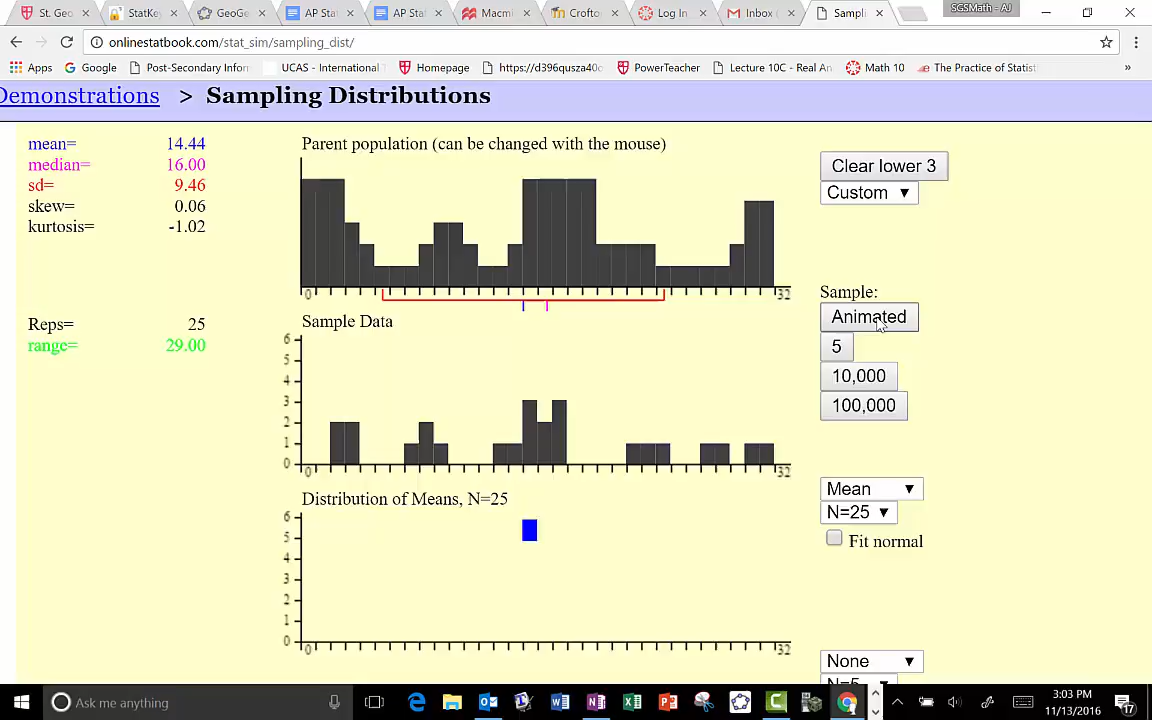 St. Geo
StatKey
GeoGe
AP Stat
AP Stat
Macmi
Crofto
Log In
Inbox
Sampli
SGSMath - AJ
onlinestatbook.com/stat_sim/sampling_dist/
Apps
Google
Post-Secondary Infor
UCAS - International
Homepage
https://d396qusza40c
PowerTeacher
Lecture 10C - Real An
Math 10
The Practice of Statist
»
Demonstrations > Sampling Distributions
mean= 14.44
median= 16.00
sd= 9.46
skew= 0.06
kurtosis= -1.02
Parent population (can be changed with the mouse)
0 32
Clear lower 3
Custom
Reps= 25
range= 29.00
Sample Data
6
5
4
3
2
1
0
0 32
Sample:
Animated
5
10,000
100,000
Distribution of Means, N=25
6
5
4
3
2
1
0
0 32
Mean
N=25
Fit normal
None
N=5
Ask me anything
3:03 PM
11/13/2016
17